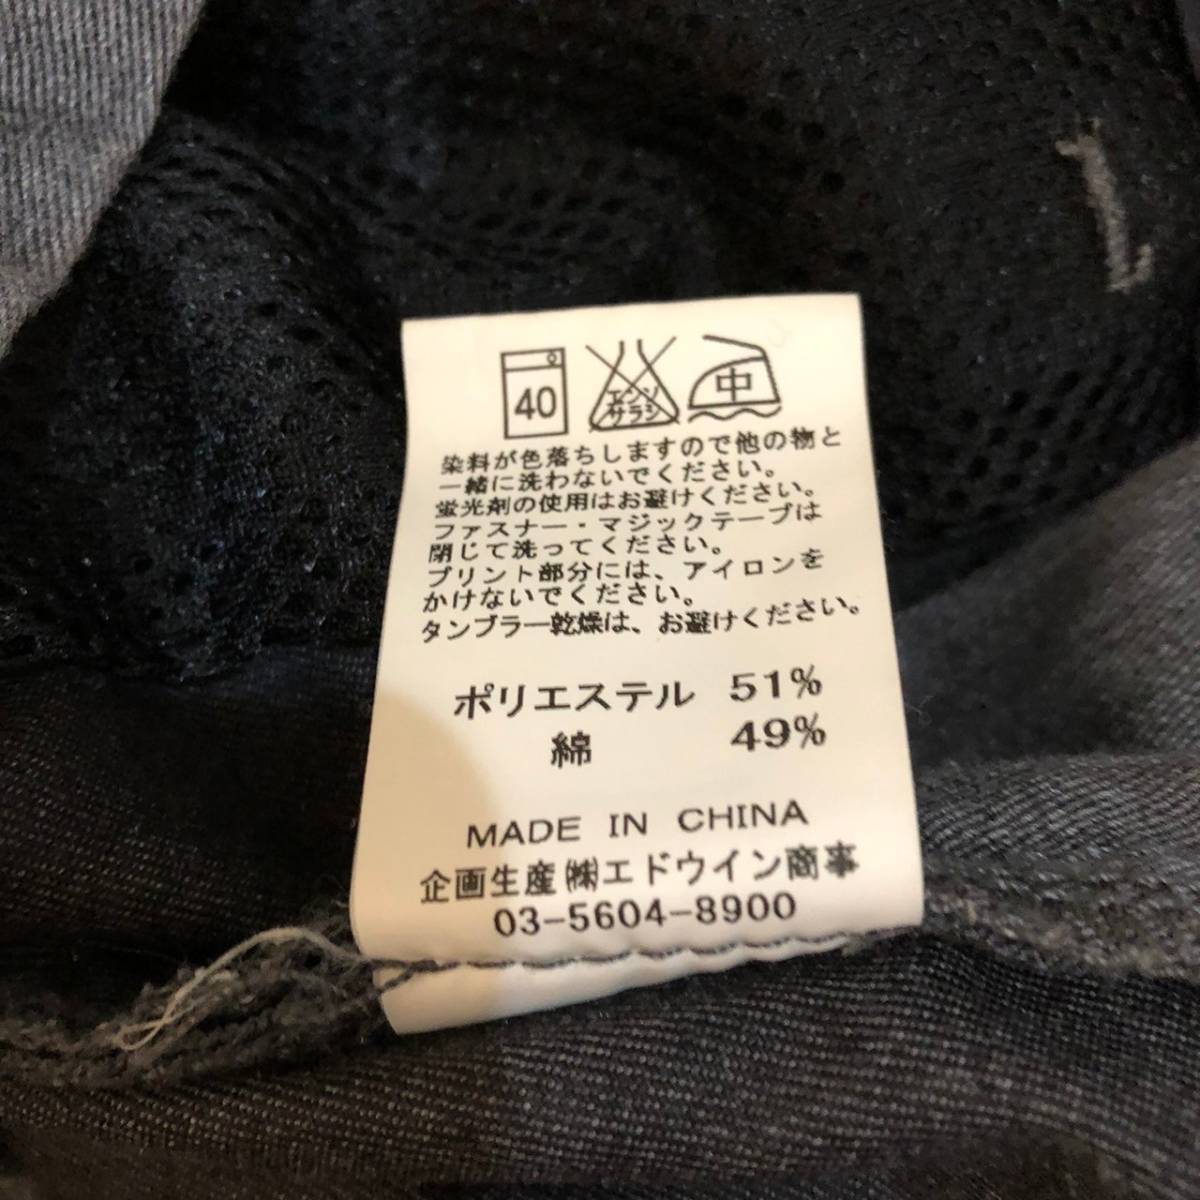 40
エンソ
サラシ
中
染料が色落ちしますので他の物と
一緒に洗わないでください。
蛍光剤の使用はお避けください。
ファスナー・マジックテープは
閉じて洗ってください。
プリント部分には、アイロンを
かけないでください。
タンブラー乾燥は、お避けください。
ポリエステル 51%
綿 49%
MADE IN CHINA
企画生産㈱エドウイン商事
03-5604-8900